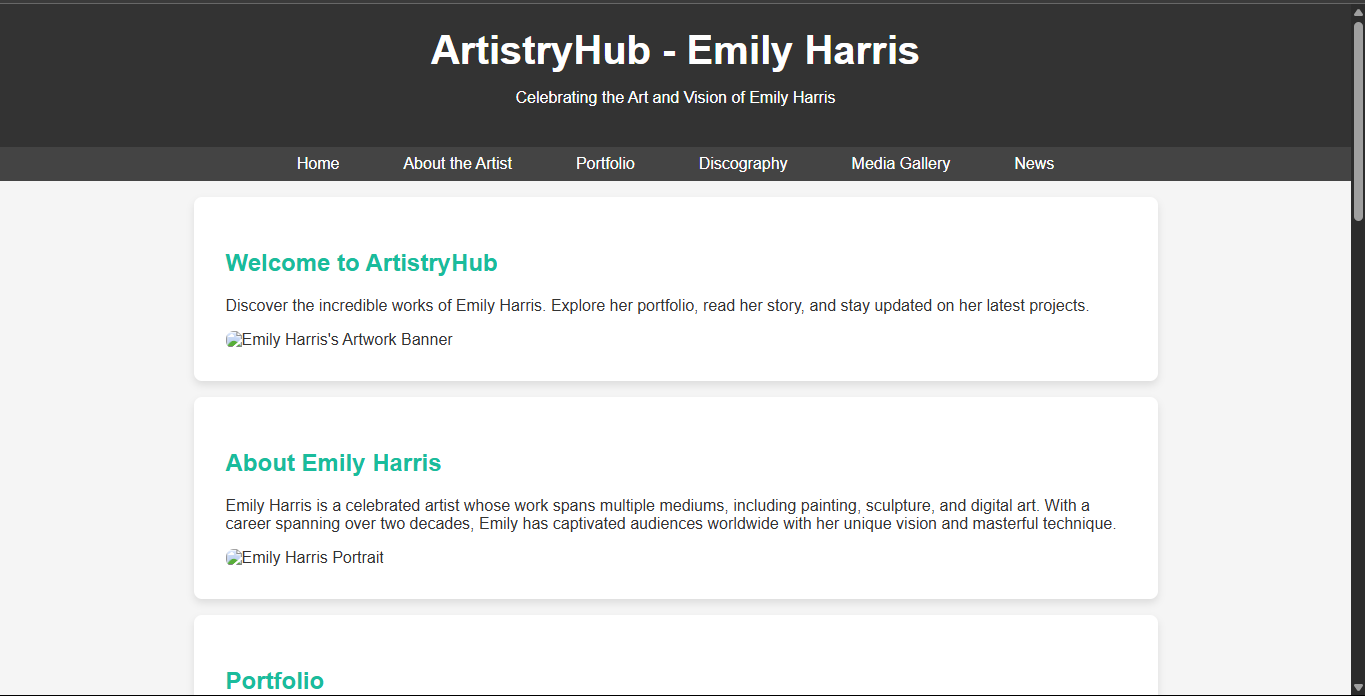 ArtistryHub - Emily Harris
Celebrating the Art and Vision of Emily Harris
Home About the Artist Portfolio Discography Media Gallery News
Welcome to ArtistryHub
Discover the incredible works of Emily Harris. Explore her portfolio, read her story, and stay updated on her latest projects.
Emily Harris's Artwork Banner
About Emily Harris
Emily Harris is a celebrated artist whose work spans multiple mediums, including painting, sculpture, and digital art. With a
career spanning over two decades, Emily has captivated audiences worldwide with her unique vision and masterful technique.
Emily Harris Portrait
Portfolio